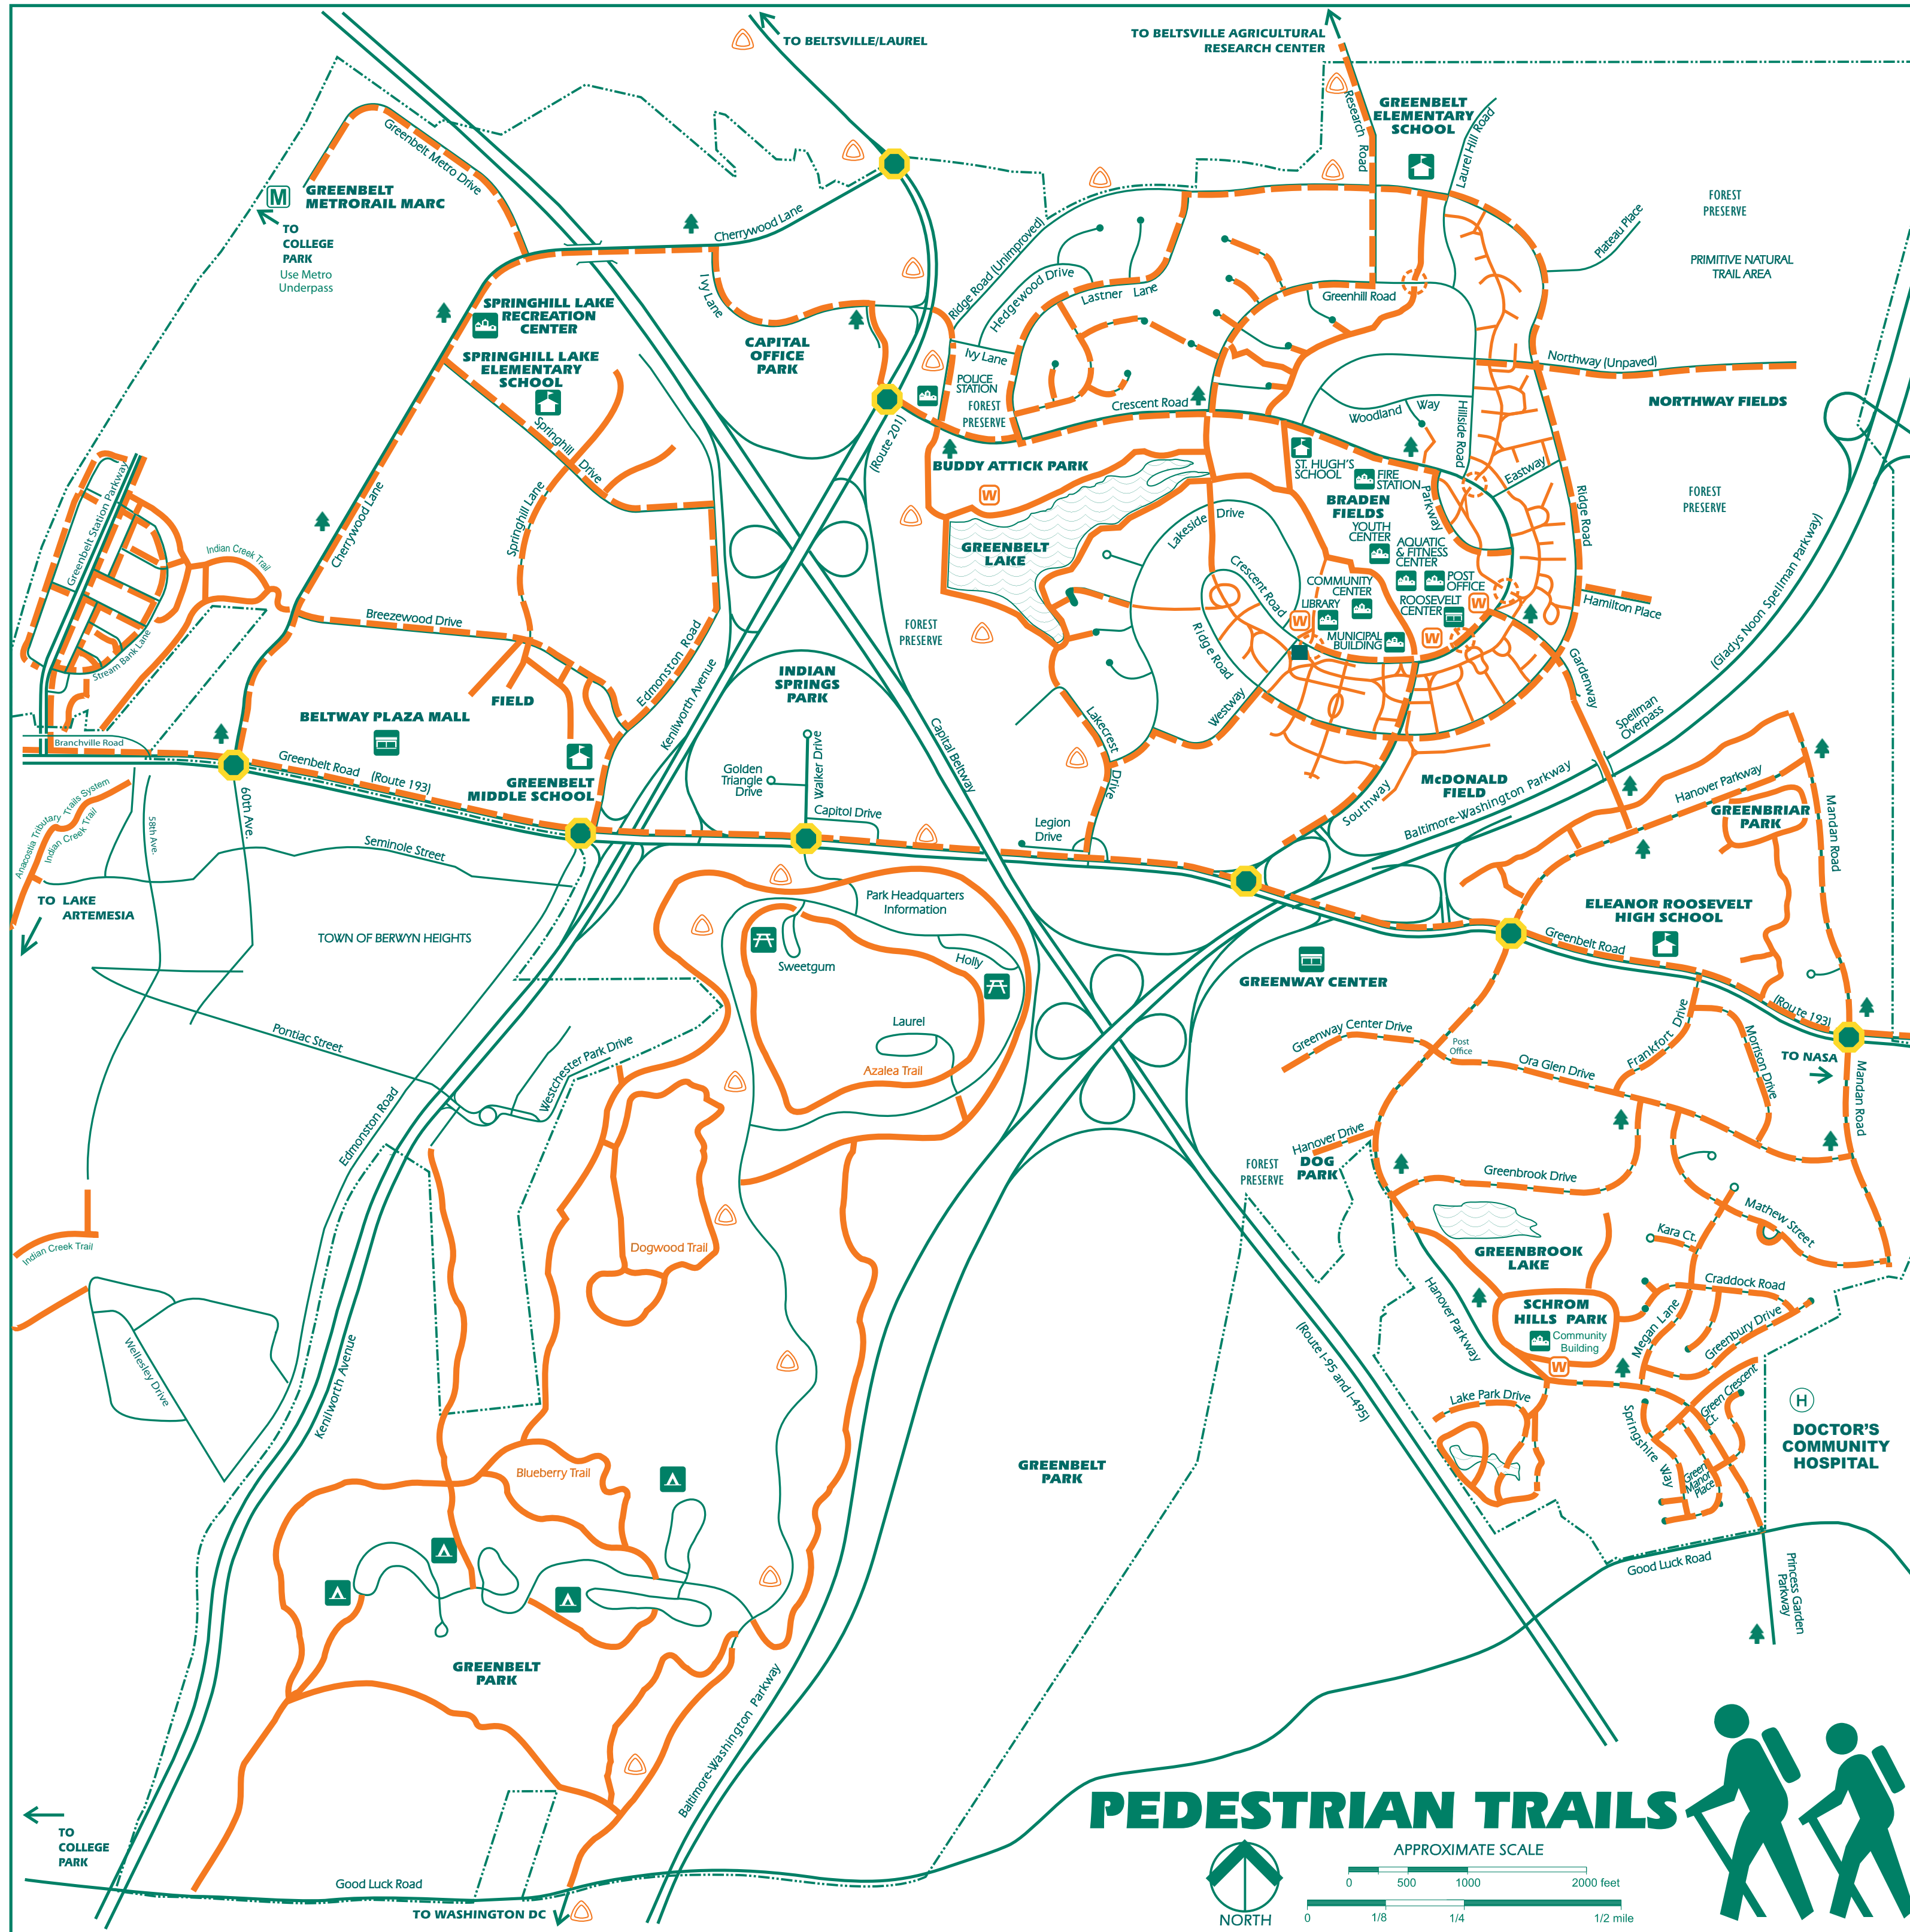 TO BELTSVILLE/LAUREL
TO BELTSVILLE AGRICULTURAL
RESEARCH CENTER
Research Road
GREENBELT
ELEMENTARY
SCHOOL
Laurel Hill Road
Greenbelt Metro Drive
M
GREENBELT
METRORAIL MARC
TO
COLLEGE
PARK
Use Metro
Underpass
Cherrywood Lane
Ivy Lane
Ridge Road (Unimproved)
Hedgewood Drive
Lastner Lane
Greenhill Road
FOREST
PRESERVE
Plateau Place
PRIMITIVE NATURAL
TRAIL AREA
SPRINGHILL LAKE
RECREATION
CENTER
SPRINGHILL LAKE
ELEMENTARY
SCHOOL
CAPITAL
OFFICE
PARK
Ivy Lane
POLICE
STATION
FOREST
PRESERVE
Crescent Road
Northway (Unpaved)
NORTHWAY FIELDS
Woodland Way
Hillside Road
Springhill Drive
(Route 201)
BUDDY ATTICK PARK
W
ST. HUGH'S
SCHOOL
FIRE
STATION
Parkway
Eastway
BRADEN
FIELDS
YOUTH
CENTER
AQUATIC
& FITNESS
CENTER
POST
OFFICE
Ridge Road
FOREST
PRESERVE
Greenbelt Station Parkway
Indian Creek Trail
Cherrywood Lane
Springhill Lane
GREENBELT
LAKE
Lakeside Drive
Crescent Road
COMMUNITY
CENTER
LIBRARY
W
ROOSEVELT
CENTER
W
MUNICIPAL
BUILDING
W
Hamilton Place
(Gladys Noon Spellman Parkway)
Breezewood Drive
Stream Bank Lane
FOREST
PRESERVE
Ridge Road
Gardenway
Edmonston Road
Kenilworth Avenue
INDIAN
SPRINGS
PARK
Capital Beltway
Westway
Lakecrest Drive
Spellman
Overpass
FIELD
BELTWAY PLAZA MALL
Branchville Road
Greenbelt Road (Route 193)
GREENBELT
MIDDLE SCHOOL
Golden
Triangle
Drive
Walker Drive
Capitol Drive
Legion
Drive
Southway
McDONALD
FIELD
Baltimore-Washington Parkway
Hanover Parkway
GREENBRIAR
PARK
Mandan Road
Anacostia Tributary Trails System
Indian Creek Trail
58th Ave.
60th Ave.
Seminole Street
TO LAKE
ARTEMESIA
TOWN OF BERWYN HEIGHTS
Park Headquarters
Information
Sweetgum
Holly
Laurel
Azalea Trail
ELEANOR ROOSEVELT
HIGH SCHOOL
Greenbelt Road
(Route 193)
GREENWAY CENTER
Greenway Center Drive
Post
Office
Ora Glen Drive
Frankfort Drive
Morrison Drive
TO NASA
Mandan Road
Pontiac Street
Westchester Park Drive
Edmonston Road
Hanover Drive
DOG
PARK
FOREST
PRESERVE
Greenbrook Drive
Mathew Street
Kara Ct.
GREENBROOK
LAKE
Craddock Road
Indian Creek Trail
Dogwood Trail
SCHROM
HILLS PARK
Community
Building
W
Megan Lane
Greenbury Drive
Hanover Parkway
Wellesley Drive
Kenilworth Avenue
(Route I-95 and I-495)
Lake Park Drive
Green Crescent
Ct.
Springshire Way
Green
Manor
Place
H
DOCTOR'S
COMMUNITY
HOSPITAL
Blueberry Trail
GREENBELT
PARK
Good Luck Road
Princess Garden
Parkway
GREENBELT
PARK
Baltimore-Washington Parkway
TO
COLLEGE
PARK
Good Luck Road
TO WASHINGTON DC
PEDESTRIAN TRAILS
APPROXIMATE SCALE
0 500 1000 2000 feet
0 1/8 1/4 1/2 mile
NORTH